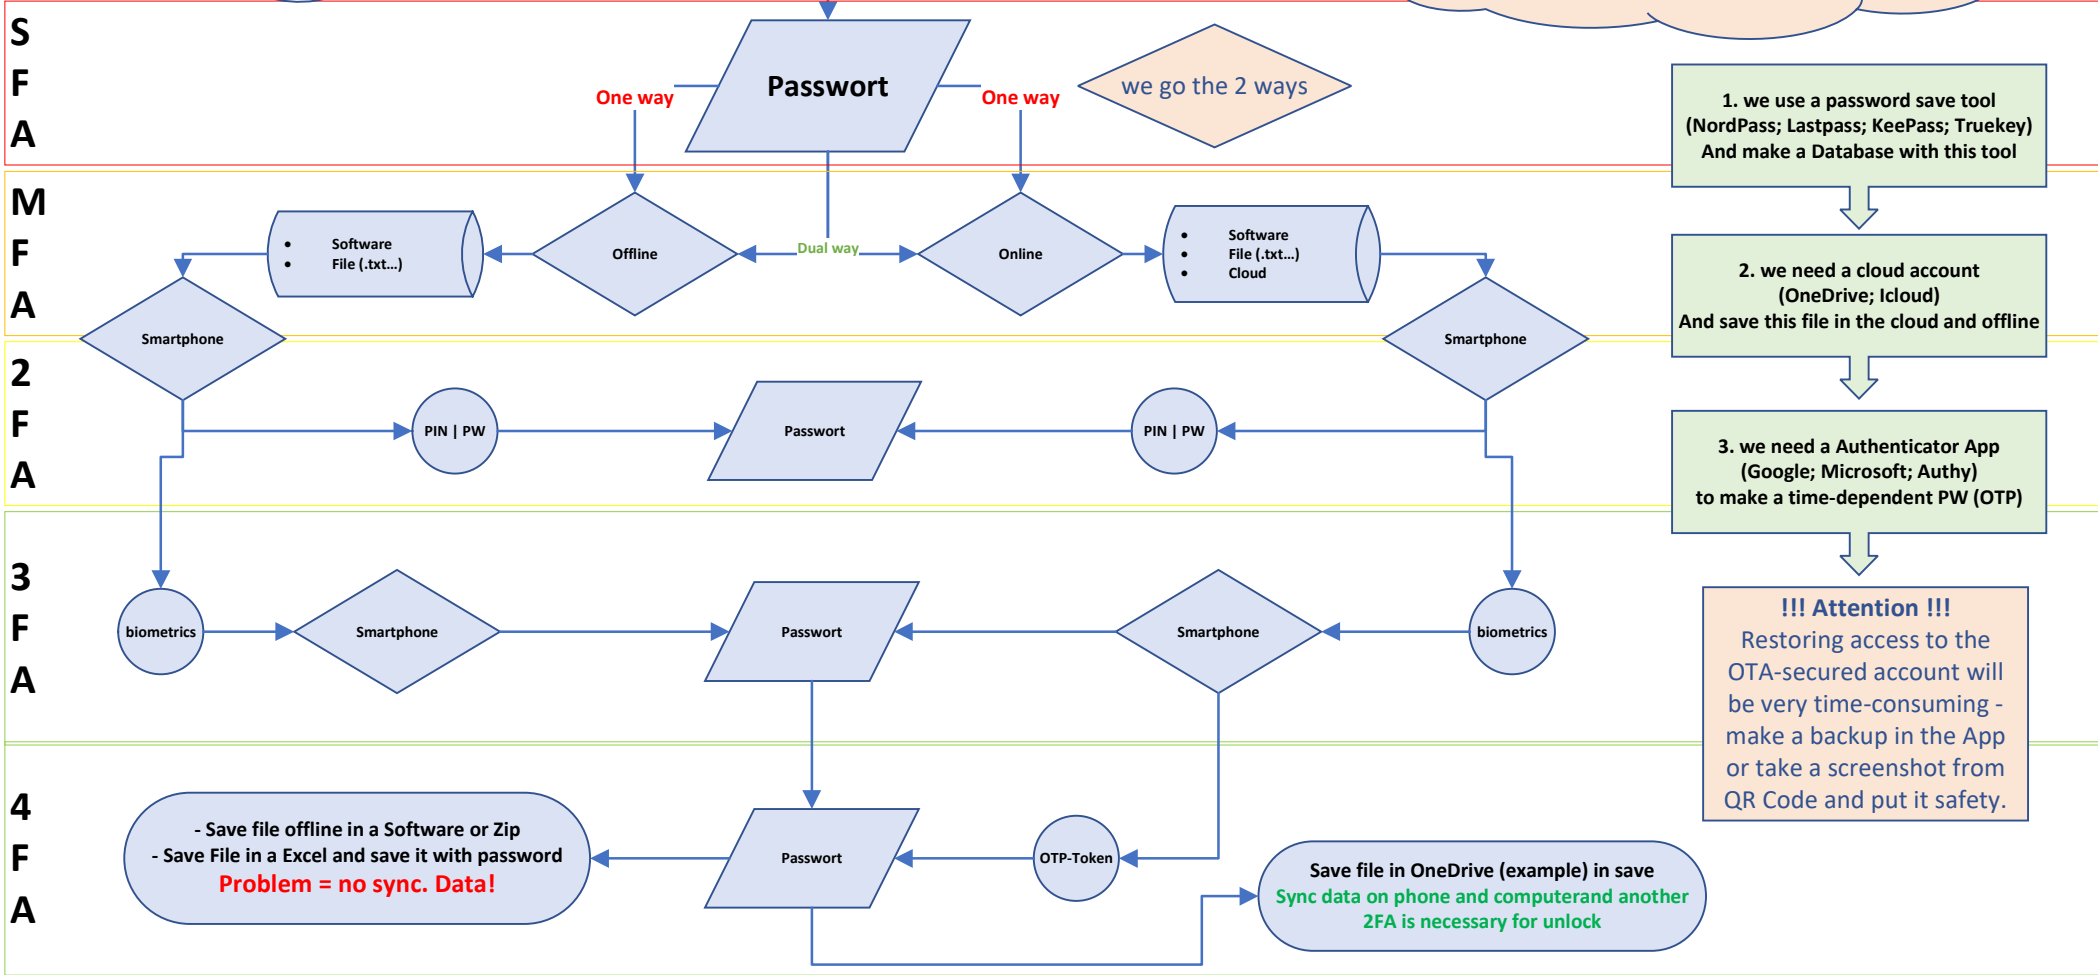 S
F
A
Passwort
One way
One way
we go the 2 ways
1. we use a password save tool
(NordPass; Lastpass; KeePass; Truekey)
And make a Database with this tool
M
F
A
• Software
• File (.txt...)
Offline
Dual way
Online
• Software
• File (.txt...)
• Cloud
Smartphone
Smartphone
2. we need a cloud account
(OneDrive; Icloud)
And save this file in the cloud and offline
2
F
A
PIN | PW
Passwort
PIN | PW
3. we need a Authenticator App
(Google; Microsoft; Authy)
to make a time-dependent PW (OTP)
3
F
A
biometrics
Smartphone
Passwort
Smartphone
biometrics
!!! Attention !!!
Restoring access to the
OTA-secured account will
be very time-consuming -
make a backup in the App
or take a screenshot from
QR Code and put it safety.
4
F
A
- Save file offline in a Software or Zip
- Save File in a Excel and save it with password
Problem = no sync. Data!
Passwort
OTP-Token
Save file in OneDrive (example) in save
Sync data on phone and computerand another
2FA is necessary for unlock